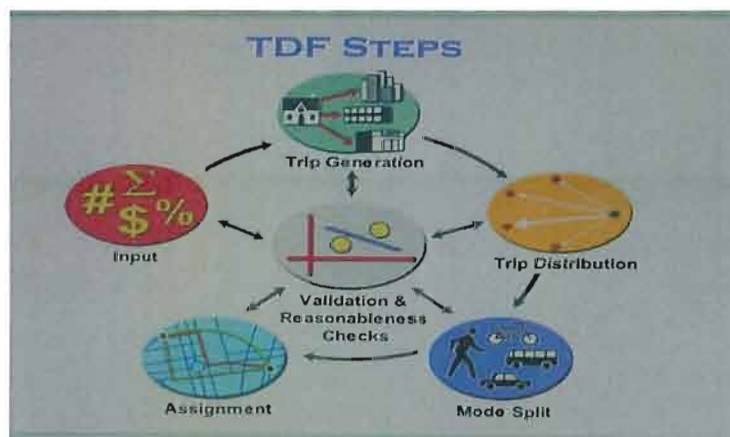 TDF STEPS
Trip Generation
# Σ
$ %
Input
Trip Distribution
Validation &
Reasonableness
Checks
Assignment
Mode Split